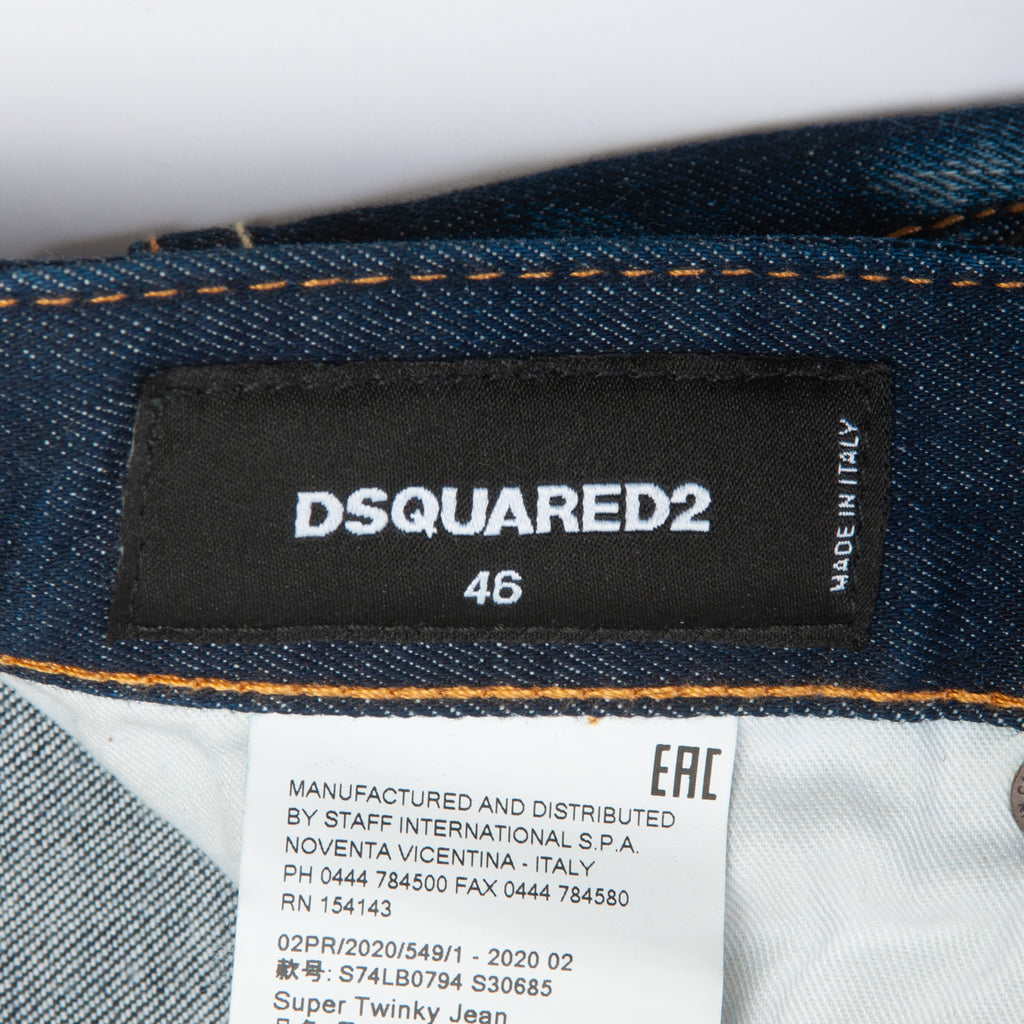 DSQUARED2
46
MADE IN ITALY
EAC
MANUFACTURED AND DISTRIBUTED
BY STAFF INTERNATIONAL S.P.A.
NOVENTA VICENTINA - ITALY
PH 0444 784500 FAX 0444 784580
RN 154143
02PR/2020/549/1 - 2020 02
款号: S74LB0794 S30685
Super Twinky Jean